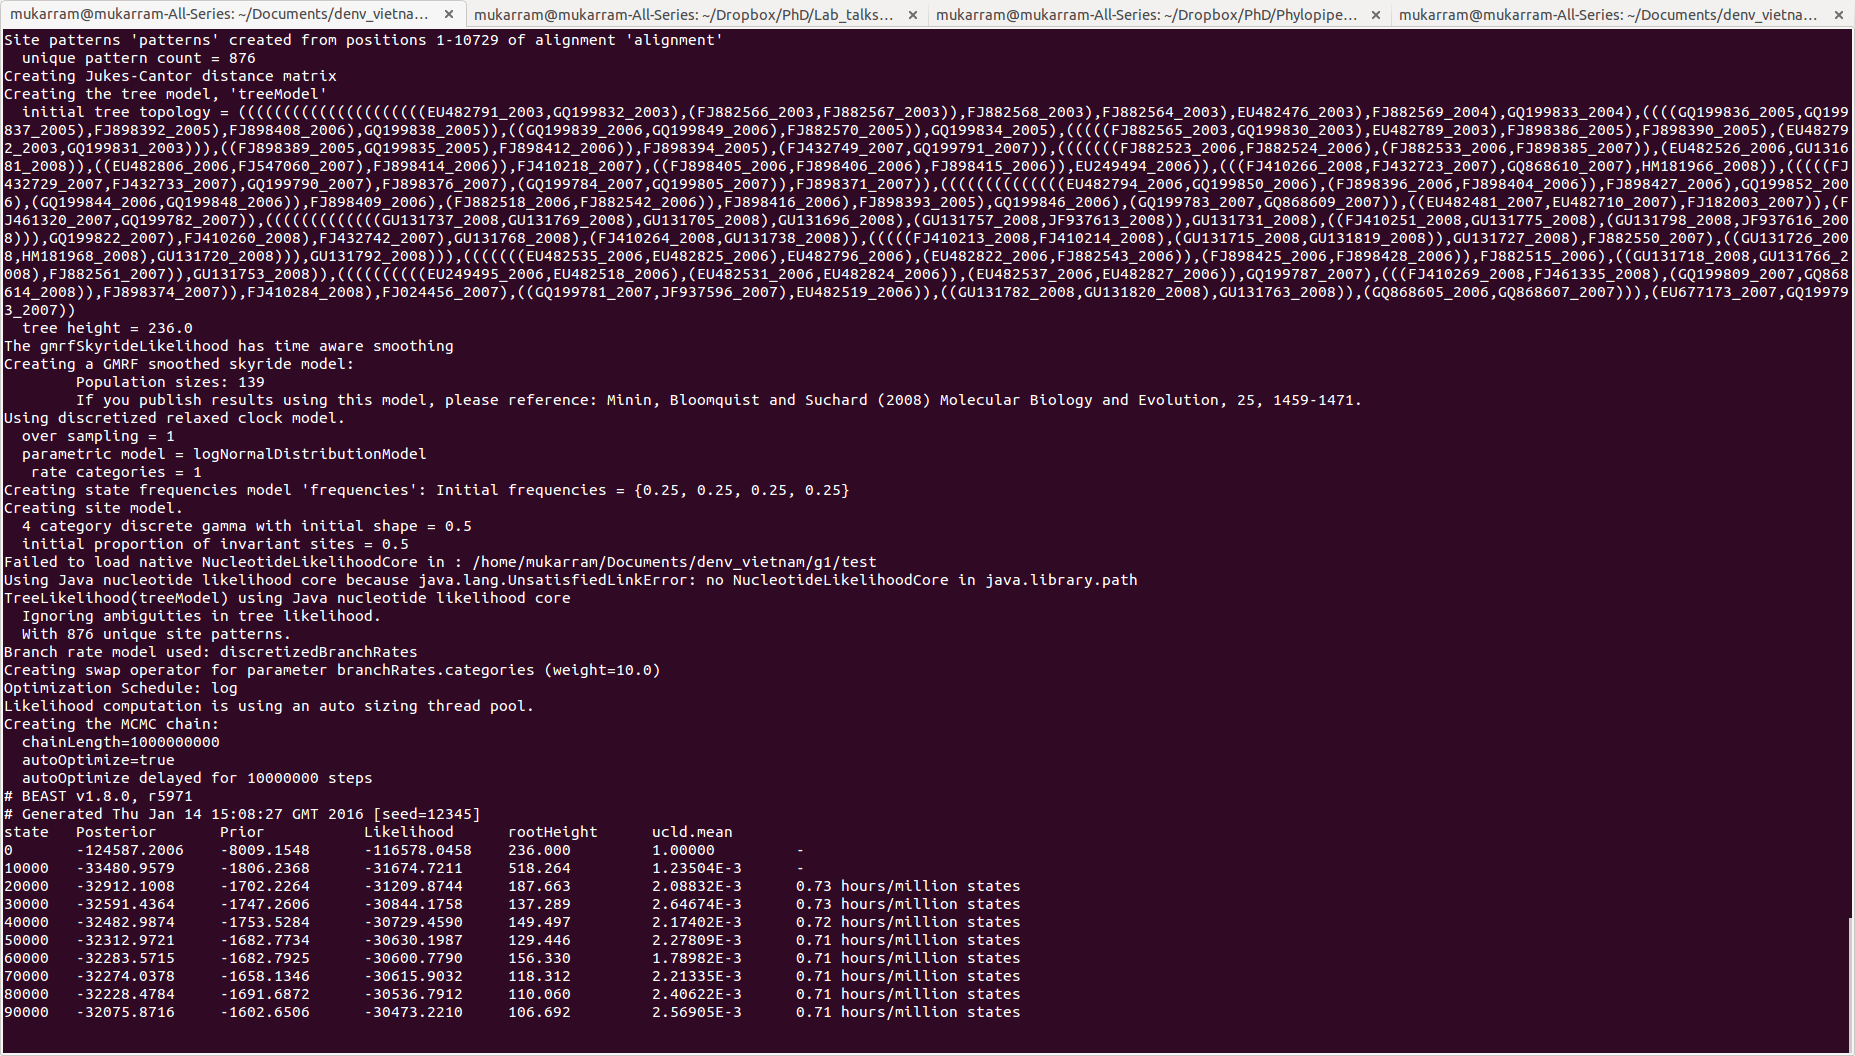 mukarram@mukarram-All-Series: ~/Documents/denv_vietna... × mukarram@mukarram-All-Series: ~/Dropbox/PhD/Lab_talks... × mukarram@mukarram-All-Series: ~/Dropbox/PhD/Phylopipe... × mukarram@mukarram-All-Series: ~/Documents/denv_vietna... ×
Site patterns 'patterns' created from positions 1-10729 of alignment 'alignment'
  unique pattern count = 876
Creating Jukes-Cantor distance matrix
Creating the tree model, 'treeModel'
  initial tree topology = (((((((((((((((((((((EU482791_2003,GQ199832_2003),(FJ882566_2003,FJ882567_2003)),FJ882568_2003),FJ882564_2003),EU482476_2003),FJ882569_2004),GQ199833_2004),((((GQ199836_2005,GQ199
837_2005),FJ898392_2005),FJ898408_2006),GQ199838_2005)),((GQ199839_2006,GQ199849_2006),FJ882570_2005)),GQ199834_2005),(((((FJ882565_2003,GQ199830_2003),EU482789_2003),FJ898386_2005),FJ898390_2005),(EU48279
2_2003,GQ199831_2003))),((FJ898389_2005,GQ199835_2005),FJ898412_2006)),FJ898394_2005),(FJ432749_2007,GQ199791_2007)),(((((((FJ882523_2006,FJ882524_2006),(FJ882533_2006,FJ898385_2007)),(EU482526_2006,GU1316
81_2008)),((EU482806_2006,FJ547060_2007),FJ898414_2006)),FJ410218_2007),((FJ898405_2006,FJ898406_2006),FJ898415_2006)),EU249494_2006)),(((FJ410266_2008,FJ432723_2007),GQ868610_2007),HM181966_2008)),(((((FJ
432729_2007,FJ432733_2007),GQ199790_2007),FJ898376_2007),(GQ199784_2007,GQ199805_2007)),FJ898371_2007)),((((((((((((((EU482794_2006,GQ199850_2006),(FJ898396_2006,FJ898404_2006)),FJ898427_2006),GQ199852_200
6),(GQ199844_2006,GQ199848_2006)),FJ898409_2006),(FJ882518_2006,FJ882542_2006)),FJ898416_2006),FJ898393_2005),GQ199846_2006),(GQ199783_2007,GQ868609_2007)),((EU482481_2007,EU482710_2007),FJ182003_2007)),(F
J461320_2007,GQ199782_2007)),(((((((((((((GU131737_2008,GU131769_2008),GU131705_2008),GU131696_2008),(GU131757_2008,JF937613_2008)),GU131731_2008),((FJ410251_2008,GU131775_2008),(GU131798_2008,JF937616_200
8))),GQ199822_2007),FJ410260_2008),FJ432742_2007),GU131768_2008),(FJ410264_2008,GU131738_2008)),(((((FJ410213_2008,FJ410214_2008),(GU131715_2008,GU131819_2008)),GU131727_2008),FJ882550_2007),((GU131726_200
8,HM181968_2008),GU131720_2008))),GU131792_2008))),(((((((EU482535_2006,EU482825_2006),EU482796_2006),(EU482822_2006,FJ882543_2006)),(FJ898425_2006,FJ898428_2006)),FJ882515_2006),((GU131718_2008,GU131766_2
008),FJ882561_2007)),GU131753_2008)),((((((((((EU249495_2006,EU482518_2006),(EU482531_2006,EU482824_2006)),(EU482537_2006,EU482827_2006)),GQ199787_2007),(((FJ410269_2008,FJ461335_2008),(GQ199809_2007,GQ868
614_2008)),FJ898374_2007)),FJ410284_2008),FJ024456_2007),((GQ199781_2007,JF937596_2007),EU482519_2006)),((GU131782_2008,GU131820_2008),GU131763_2008)),(GQ868605_2006,GQ868607_2007))),(EU677173_2007,GQ19979
3_2007))
  tree height = 236.0
The gmrfSkyrideLikelihood has time aware smoothing
Creating a GMRF smoothed skyride model:
        Population sizes: 139
        If you publish results using this model, please reference: Minin, Bloomquist and Suchard (2008) Molecular Biology and Evolution, 25, 1459-1471.
Using discretized relaxed clock model.
  over sampling = 1
  parametric model = logNormalDistributionModel
   rate categories = 1
Creating state frequencies model 'frequencies': Initial frequencies = {0.25, 0.25, 0.25, 0.25}
Creating site model.
  4 category discrete gamma with initial shape = 0.5
  initial proportion of invariant sites = 0.5
Failed to load native NucleotideLikelihoodCore in : /home/mukarram/Documents/denv_vietnam/g1/test
Using Java nucleotide likelihood core because java.lang.UnsatisfiedLinkError: no NucleotideLikelihoodCore in java.library.path
TreeLikelihood(treeModel) using Java nucleotide likelihood core
  Ignoring ambiguities in tree likelihood.
  With 876 unique site patterns.
Branch rate model used: discretizedBranchRates
Creating swap operator for parameter branchRates.categories (weight=10.0)
Optimization Schedule: log
Likelihood computation is using an auto sizing thread pool.
Creating the MCMC chain:
  chainLength=1000000000
  autoOptimize=true
  autoOptimize delayed for 10000000 steps
# BEAST v1.8.0, r5971
# Generated Thu Jan 14 15:08:27 GMT 2016 [seed=12345]
state Posterior Prior Likelihood rootHeight ucld.mean
0 -124587.2006 -8009.1548 -116578.0458 236.000 1.00000 -
10000 -33480.9579 -1806.2368 -31674.7211 518.264 1.23504E-3 -
20000 -32912.1008 -1702.2264 -31209.8744 187.663 2.08832E-3 0.73 hours/million states
30000 -32591.4364 -1747.2606 -30844.1758 137.289 2.64674E-3 0.73 hours/million states
40000 -32482.9874 -1753.5284 -30729.4590 149.497 2.17402E-3 0.72 hours/million states
50000 -32312.9721 -1682.7734 -30630.1987 129.446 2.27809E-3 0.71 hours/million states
60000 -32283.5715 -1682.7925 -30600.7790 156.330 1.78982E-3 0.71 hours/million states
70000 -32274.0378 -1658.1346 -30615.9032 118.312 2.21335E-3 0.71 hours/million states
80000 -32228.4784 -1691.6872 -30536.7912 110.060 2.40622E-3 0.71 hours/million states
90000 -32075.8716 -1602.6506 -30473.2210 106.692 2.56905E-3 0.71 hours/million states